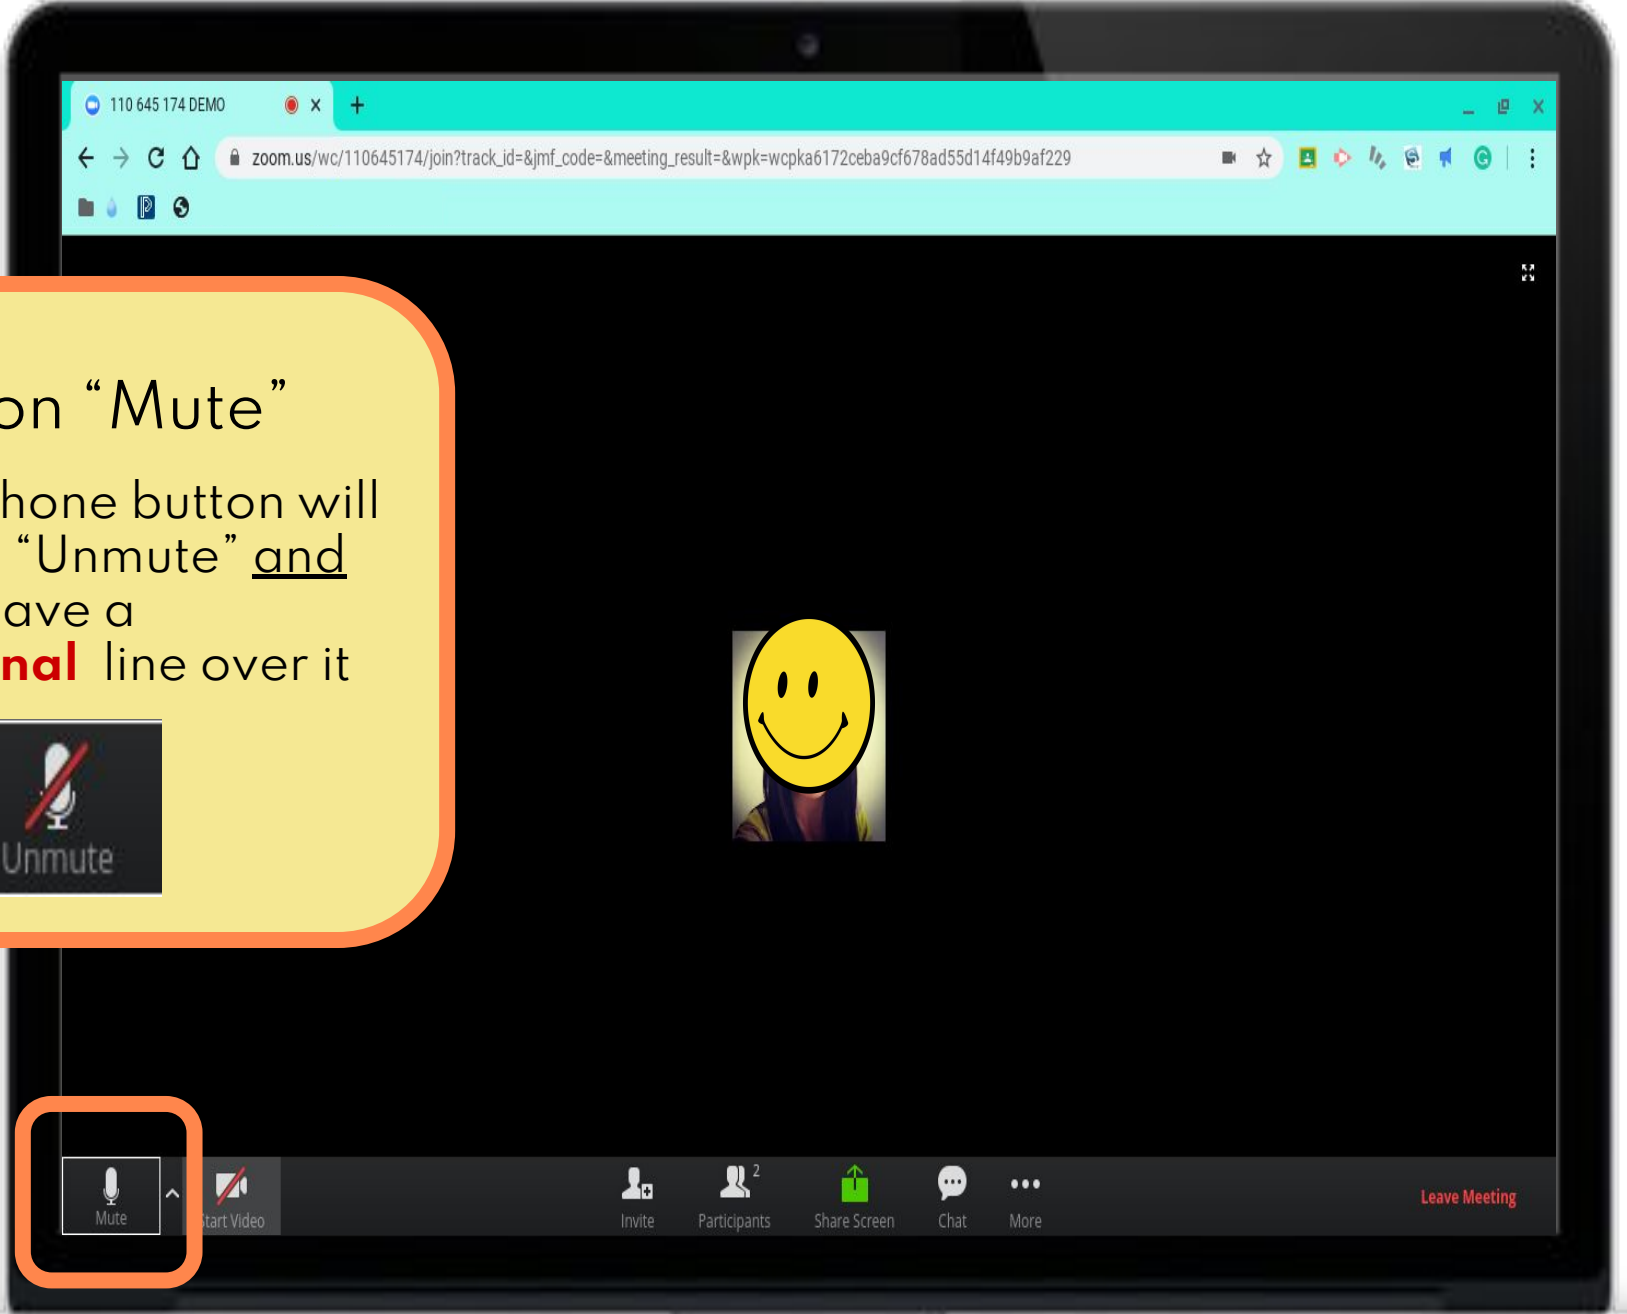 110 645 174 DEMO
zoom.us/wc/110645174/join?track_id=&jmf_code=&meeting_result=&wpk=wcpka6172ceba9cf678ad55d14f49b9af229
on “Mute”
hone button will
“Unmute” and
ave a
nal line over it
Unmute
Mute
Start Video
Invite
Participants
2
Share Screen
Chat
More
Leave Meeting